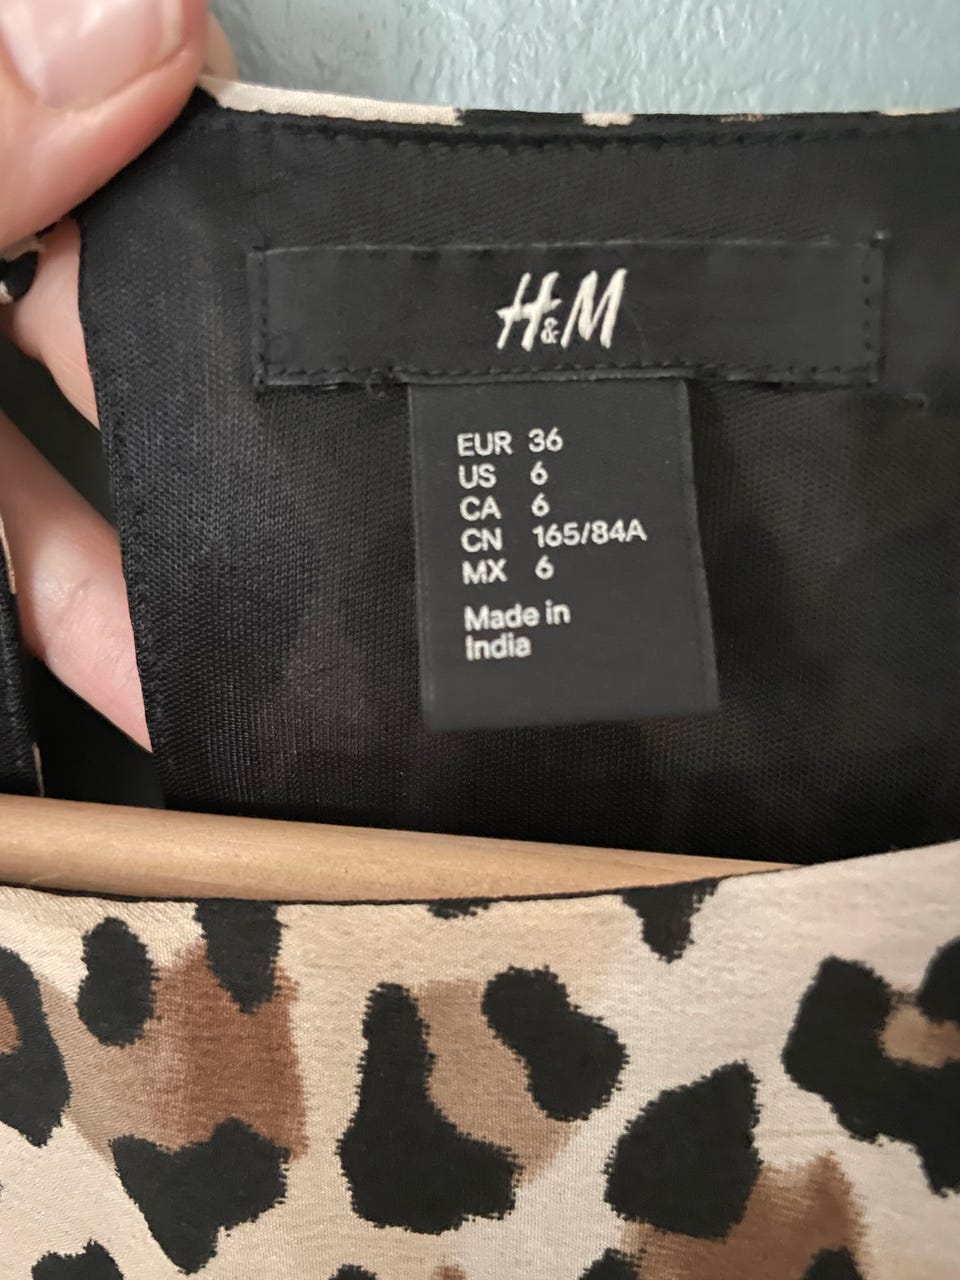 H&M
EUR 36
US 6
CA 6
CN 165/84A
MX 6
Made in
India